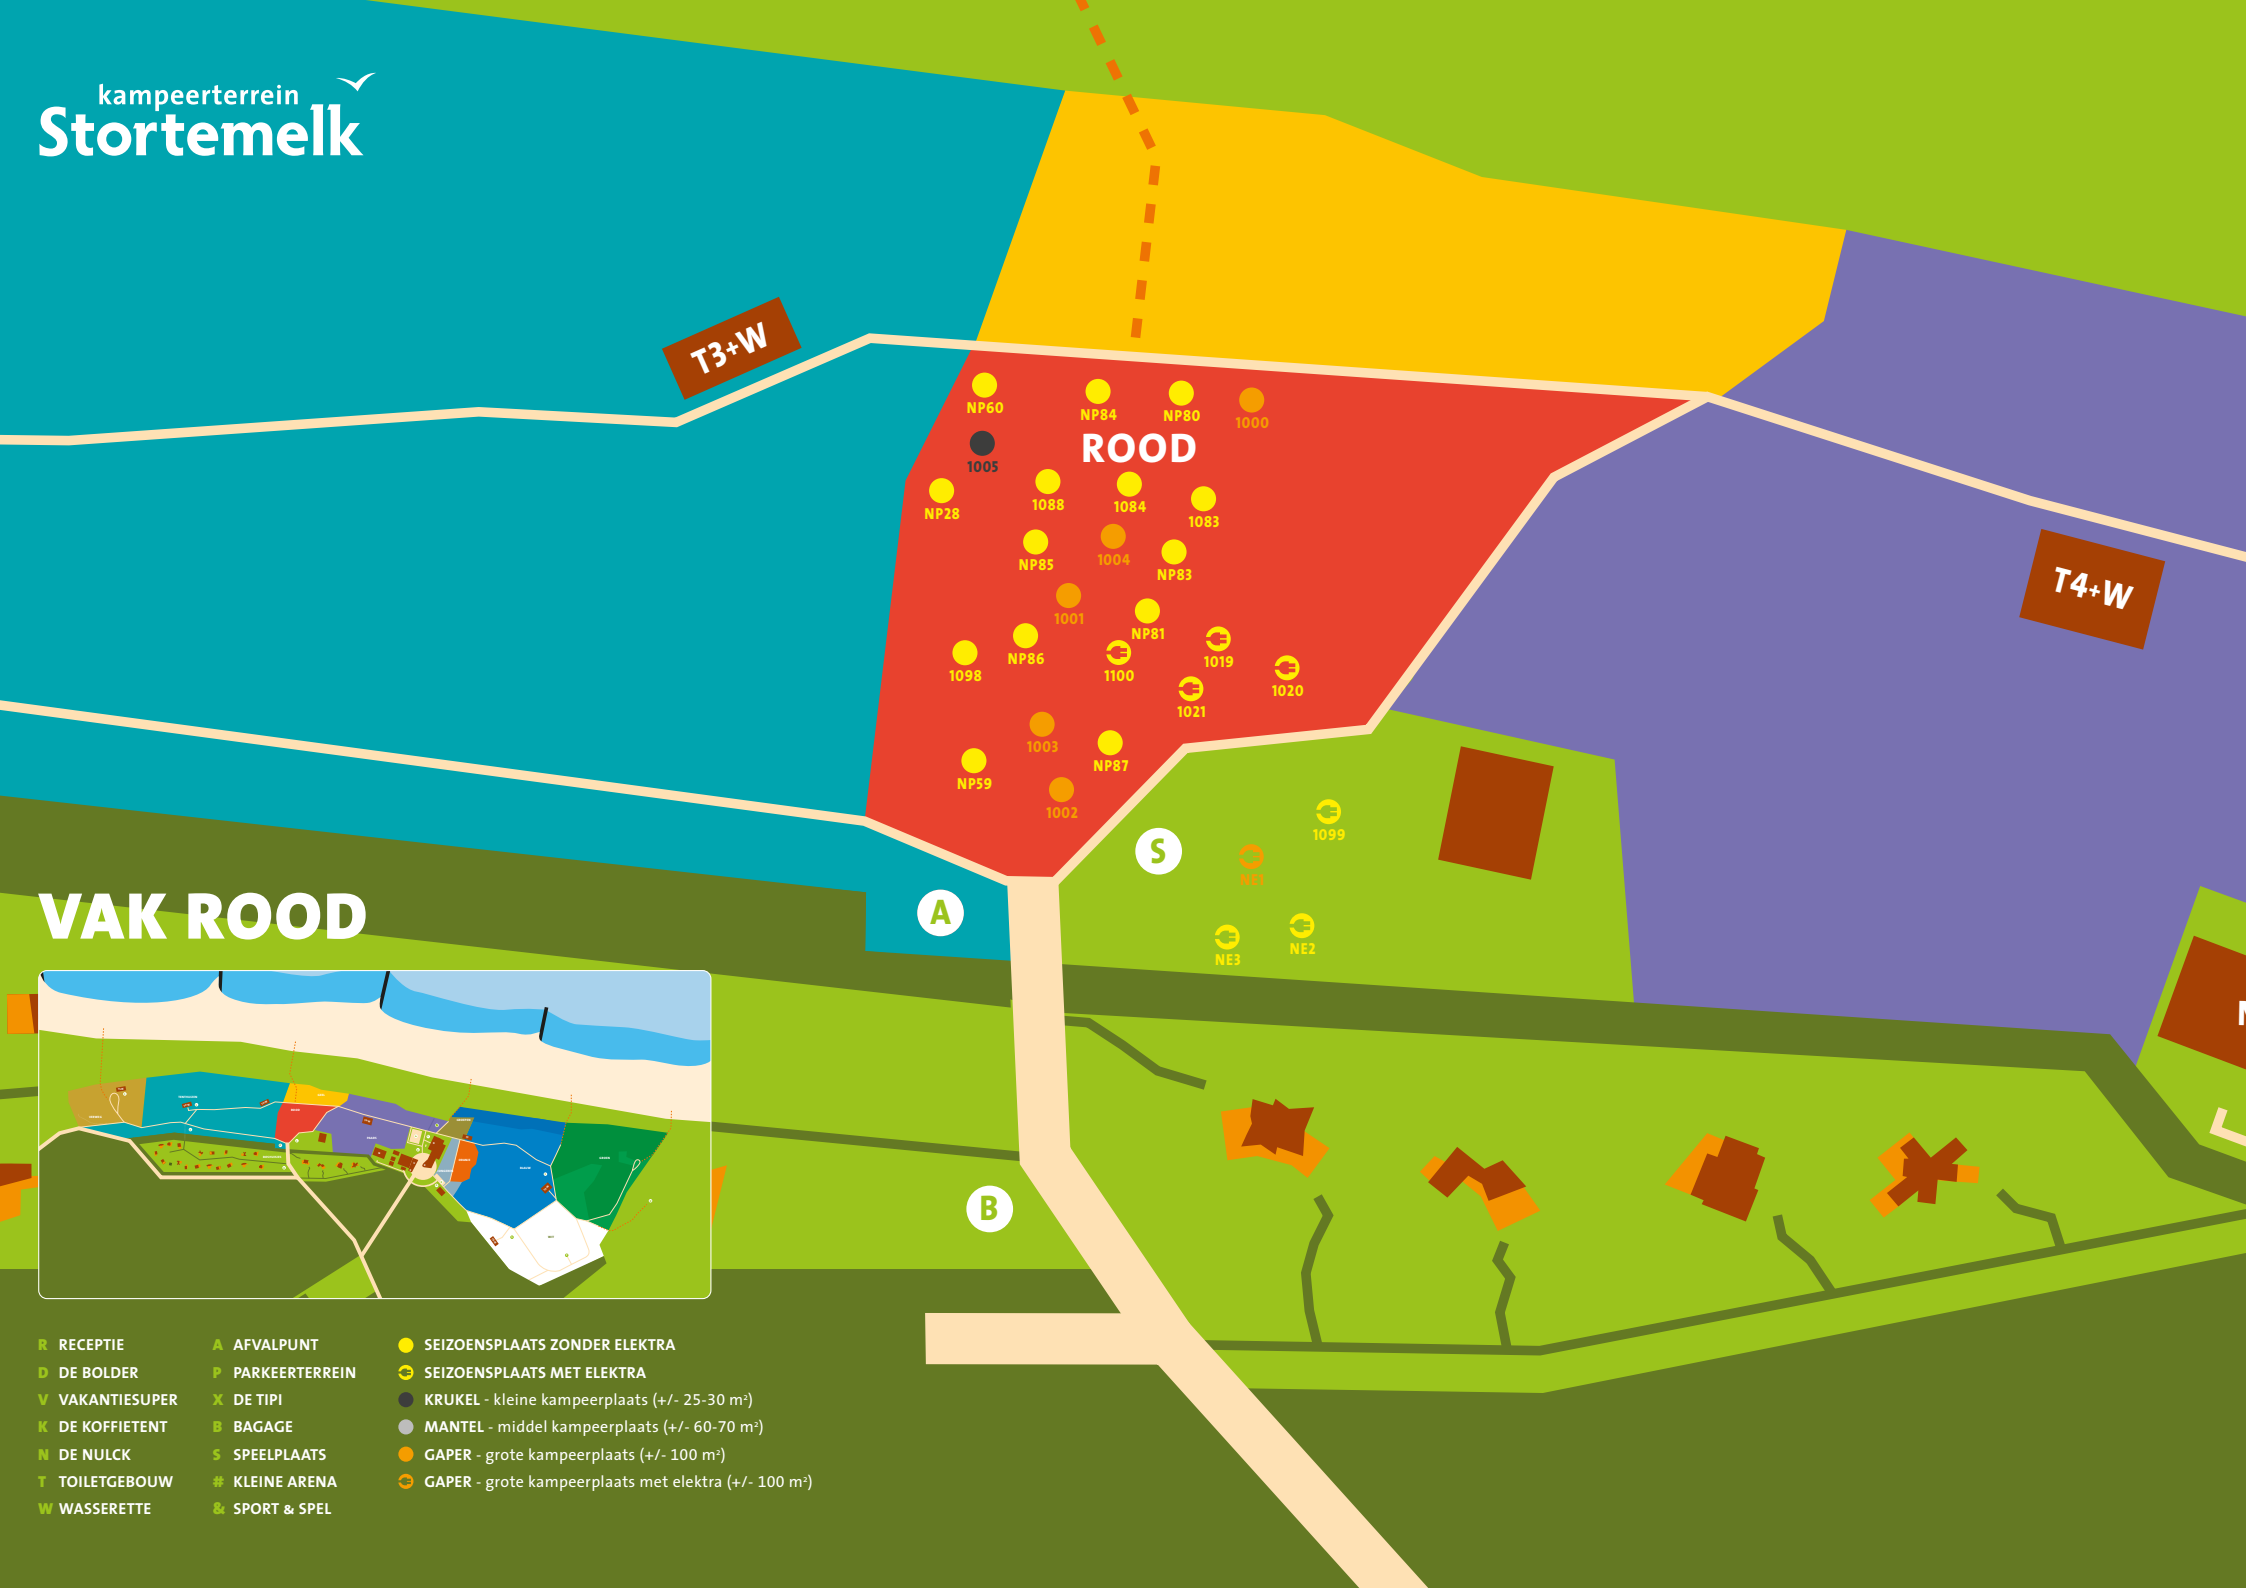 kampeerterrein
Stortemelk
T3+W
NP60
NP84
NP80
1000
ROOD
1005
NP28
1088
1084
1083
NP85
1004
NP83
T4+W
1001
NP81
NP86
1098
1100
1019
1020
1021
1003
NP87
NP59
1002
S
1099
NE1
A
NE3
NE2
VAK ROOD
B
R RECEPTIE
D DE BOLDER
V VAKANTIESUPER
K DE KOFFIETENT
N DE NULCK
T TOILETGEBOUW
W WASSERETTE
A AFVALPUNT
P PARKEERTERREIN
X DE TIPI
B BAGAGE
S SPEELPLAATS
# KLEINE ARENA
& SPORT & SPEL
SEIZOENSPLAATS ZONDER ELEKTRA
SEIZOENSPLAATS MET ELEKTRA
KRUKEL - kleine kampeerplaats (+/- 25-30 m²)
MANTEL - middel kampeerplaats (+/- 60-70 m²)
GAPER - grote kampeerplaats (+/- 100 m²)
GAPER - grote kampeerplaats met elektra (+/- 100 m²)